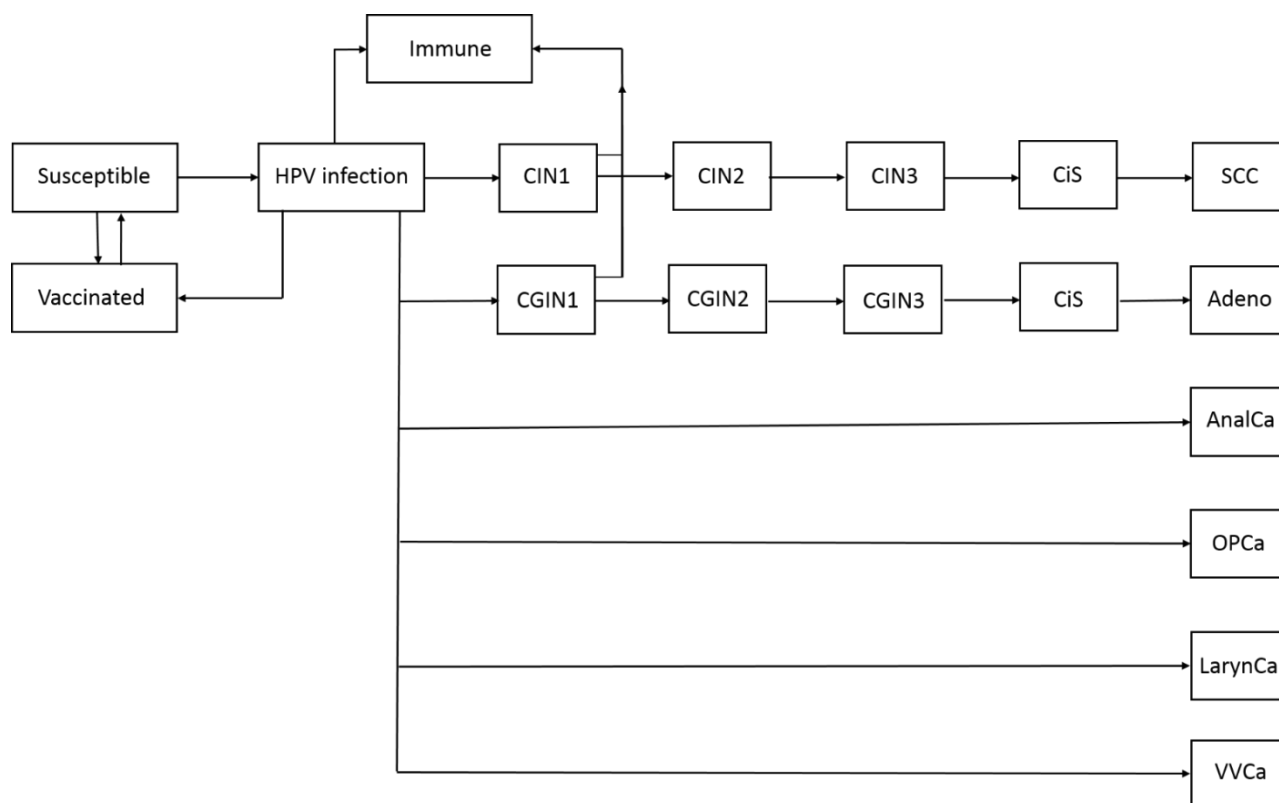 Immune
Susceptible
HPV infection
CIN1
CIN2
CIN3
CiS
SCC
Vaccinated
CGIN1
CGIN2
CGIN3
CiS
Adeno
AnalCa
OPCa
LarynCa
VVCa